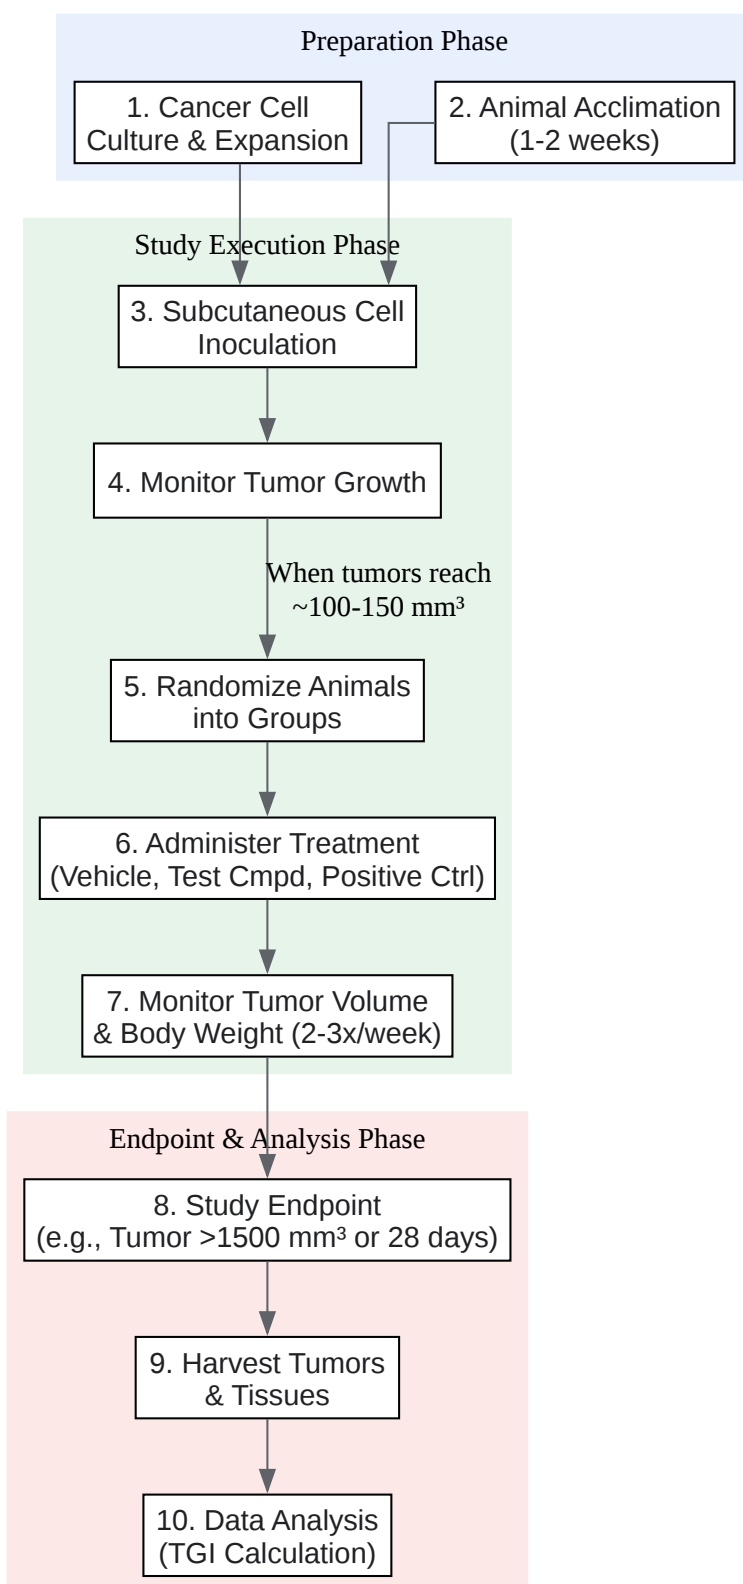 Preparation Phase
1. Cancer Cell
Culture & Expansion
2. Animal Acclimation
(1-2 weeks)
Study Execution Phase
3. Subcutaneous Cell
Inoculation
4. Monitor Tumor Growth
When tumors reach
~100-150 mm³
5. Randomize Animals
into Groups
6. Administer Treatment
(Vehicle, Test Cmpd, Positive Ctrl)
7. Monitor Tumor Volume
& Body Weight (2-3x/week)
Endpoint & Analysis Phase
8. Study Endpoint
(e.g., Tumor >1500 mm³ or 28 days)
9. Harvest Tumors
& Tissues
10. Data Analysis
(TGI Calculation)